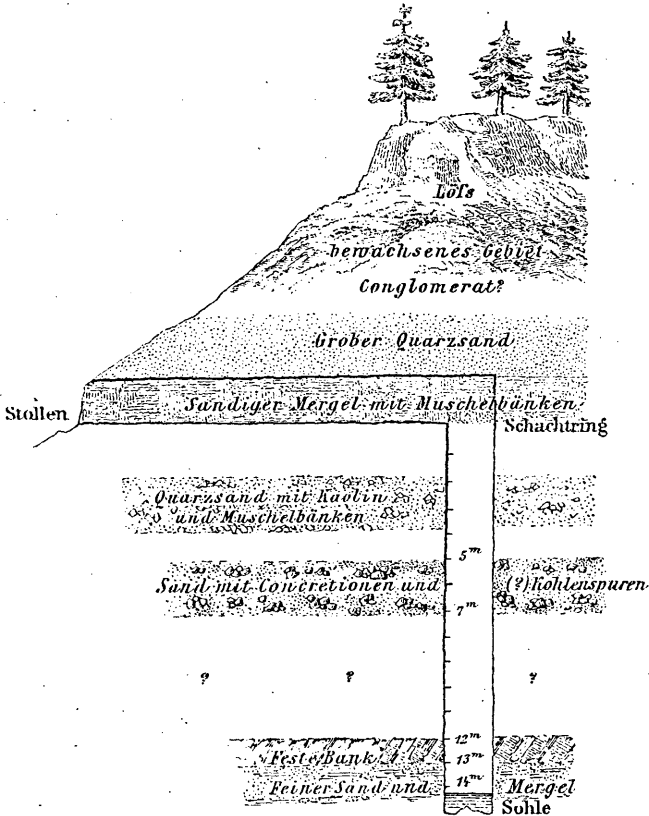 Löſs
bewachsenes Gebiet
Conglomerat?
Grober Quarzsand
Stollen
Sandiger Mergel mit Muschelbänken
Schachtring
Quarzsand mit Kaolin
und Muschelbänken
5m
Sand mit Concretionen und (?) Kohlenspuren
7m
? ? ?
12m
Feste Bank
13m
14m
Feiner Sand und Mergel
Sohle